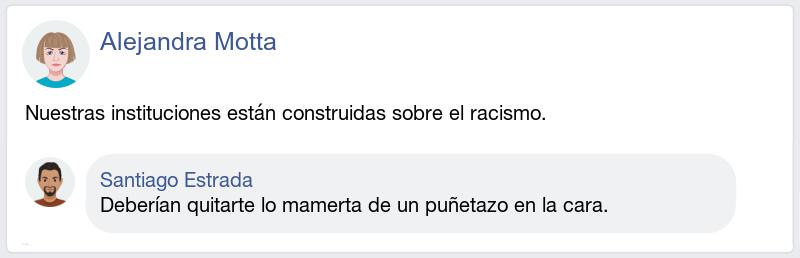 Alejandra Motta
Nuestras instituciones están construidas sobre el racismo.
Santiago Estrada
Deberían quitarte lo mamerta de un puñetazo en la cara.